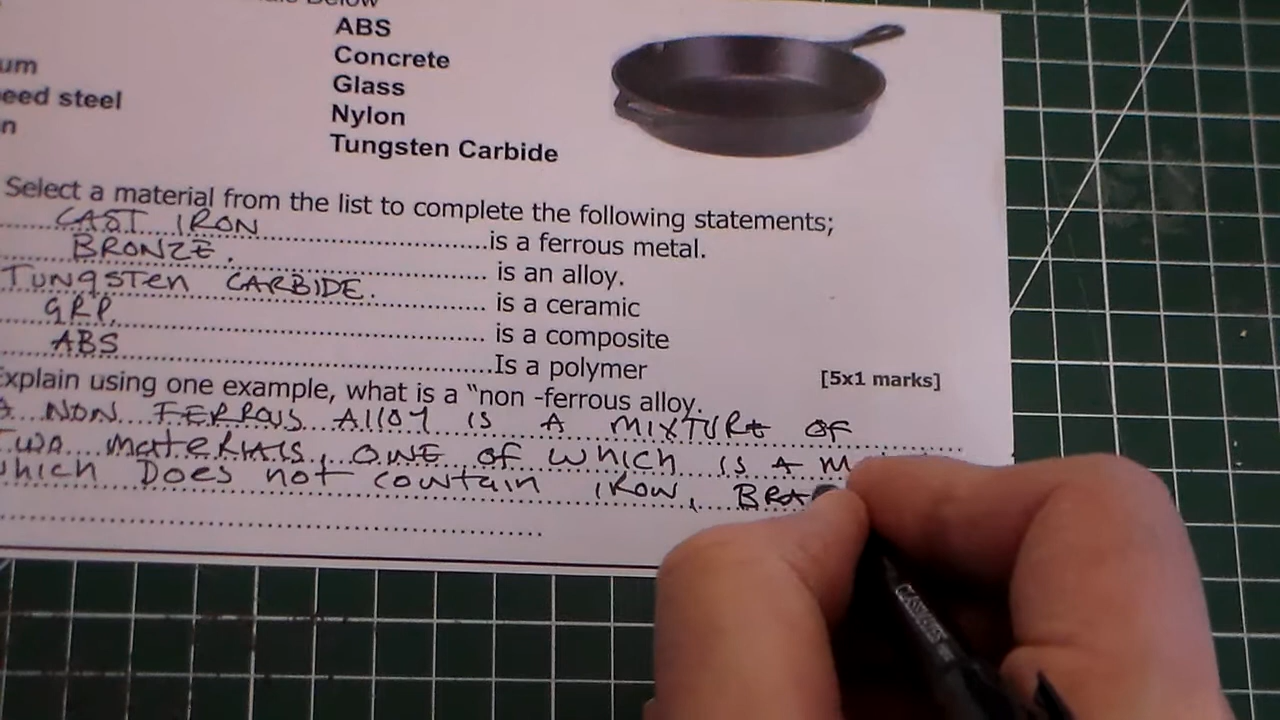 Below
ABS
Concrete
um
Glass
eed steel
Nylon
n
Tungsten Carbide
Select a material from the list to complete the following statements;
CAST IRON is a ferrous metal.
BRONZE. is an alloy.
Tungsten CARBIDE. is a ceramic
GRP. is a composite
ABS Is a polymer
[5x1 marks]
Explain using one example, what is a “non -ferrous alloy.
A NON FERROUS Alloy IS A MIXTURE OF
Two MateRIAlS, ONE of which IS A M
which Does not contain IRON, BRA
CLASSIQUES